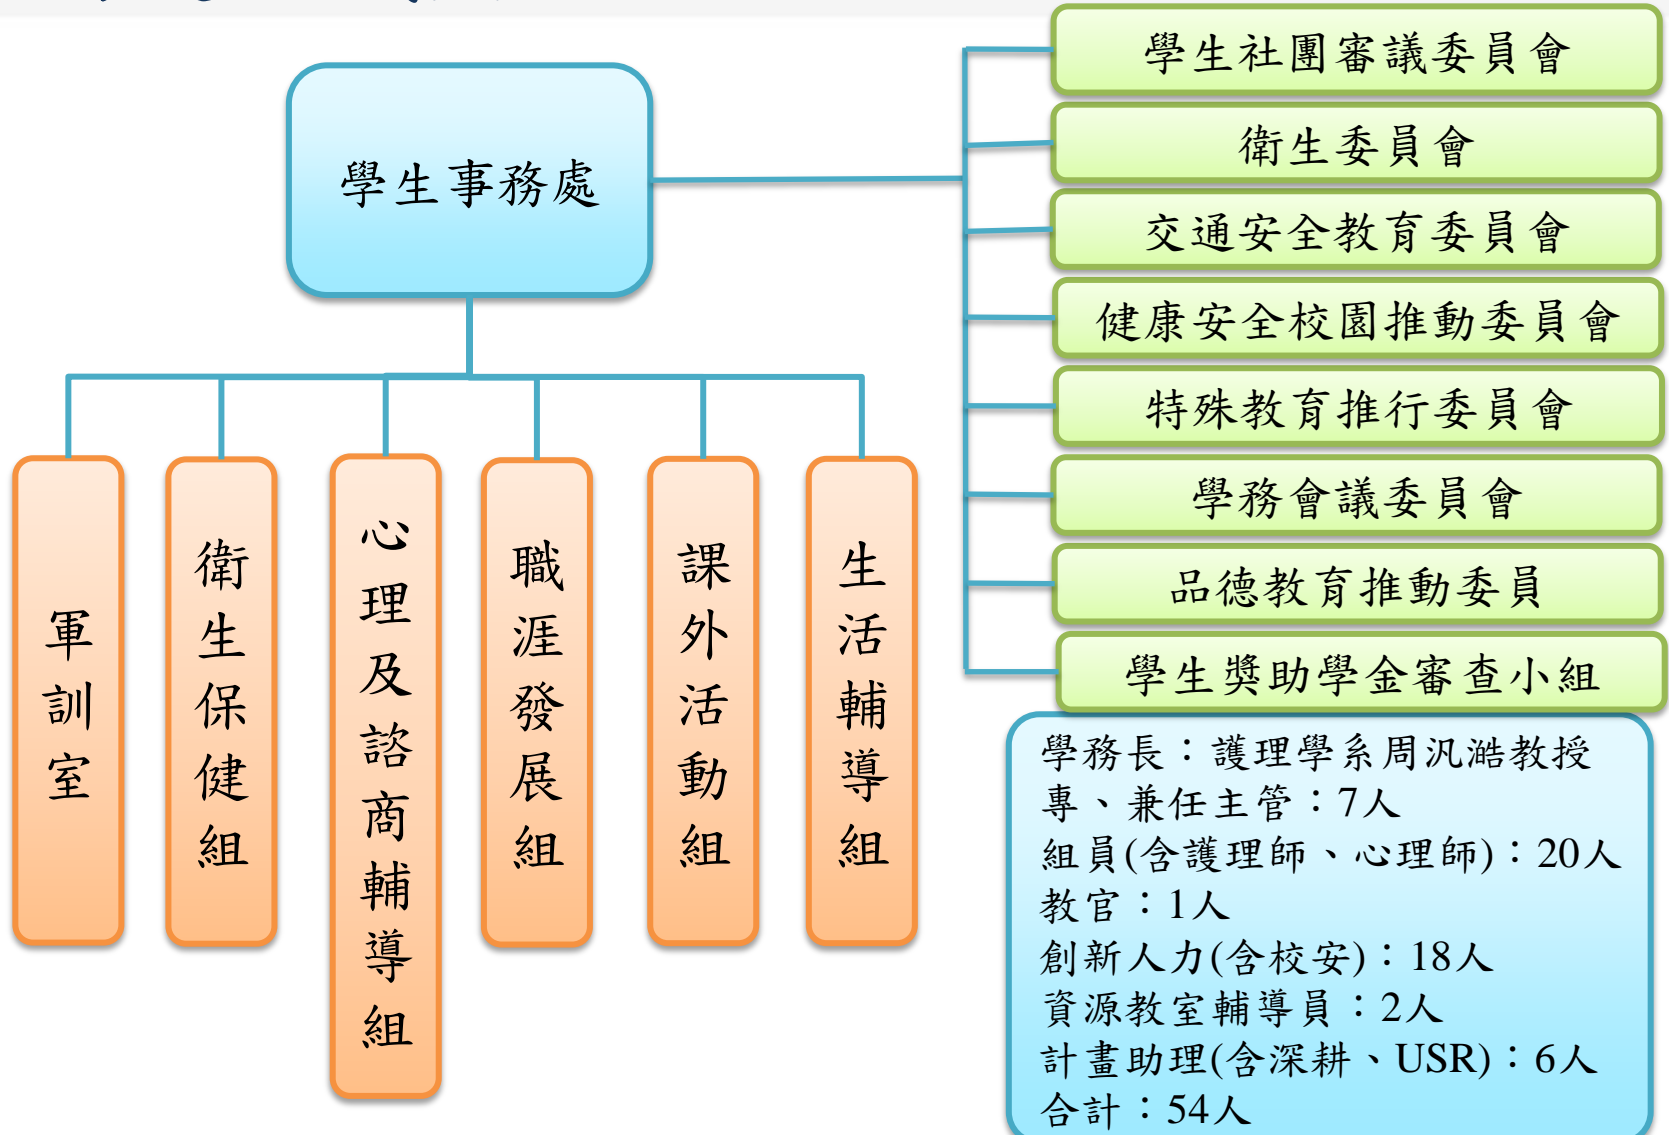 學生事務處
學生社團審議委員會
衛生委員會
交通安全教育委員會
健康安全校園推動委員會
特殊教育推行委員會
學務會議委員會
品德教育推動委員
學生獎助學金審查小組
軍訓室
衛生保健組
心理及諮商輔導組
職涯發展組
課外活動組
生活輔導組
學務長：護理學系周汎澔教授
專、兼任主管：7人
組員(含護理師、心理師)：20人
教官：1人
創新人力(含校安)：18人
資源教室輔導員：2人
計畫助理(含深耕、USR)：6人
合計：54人